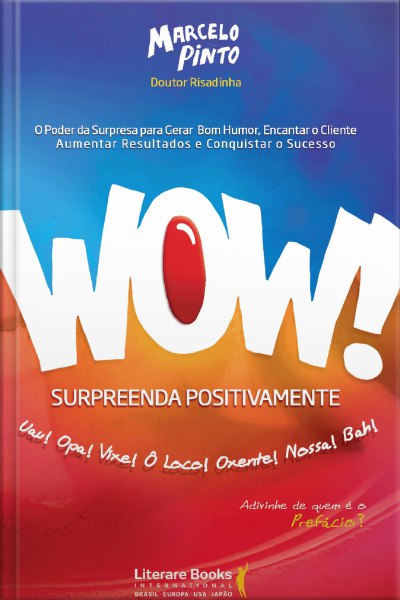 MARCELO
PINTO
Doutor Risadinha
O Poder da Surpresa para Gerar Bom Humor, Encantar o Cliente
Aumentar Resultados e Conquistar o Sucesso
WOW!
SURPREENDA POSITIVAMENTE
Uau! Opa! Vixe! Ô Loco! Oxente! Nossa! Bah!
Adivinhe de quem é o
Prefácio?
Literare Books
INTERNATIONAL
BRASIL · EUROPA · USA · JAPÃO